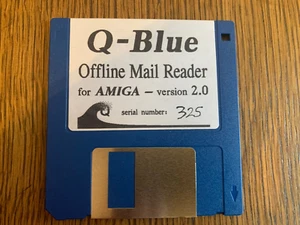 Q-Blue
Offline Mail Reader
for AMIGA – version 2.0
Q serial number: 325